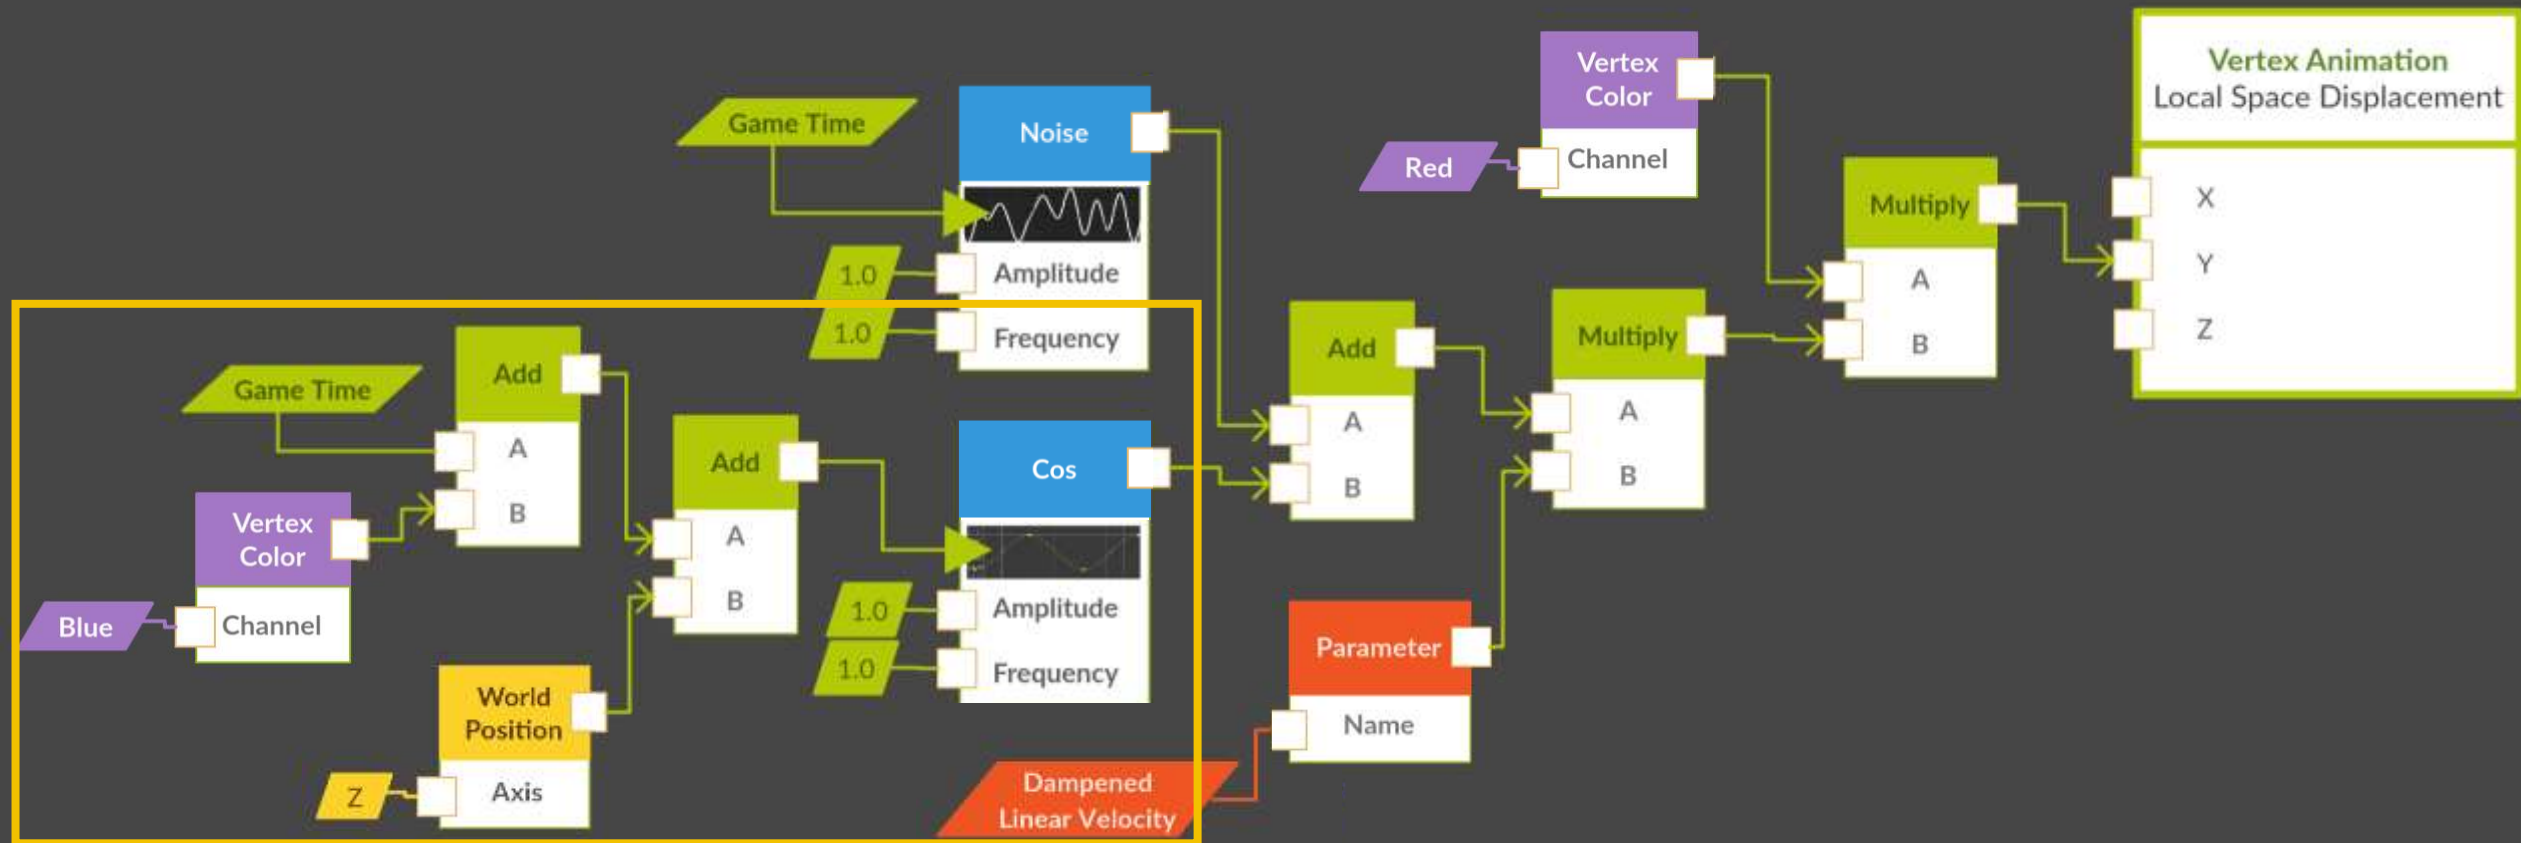 Vertex
Color
Red
Channel
Vertex Animation
Local Space Displacement
X
Y
Z
Game Time
Noise
1.0
Amplitude
1.0
Frequency
Multiply
A
B
Add
A
B
Multiply
A
B
Game Time
Add
A
B
Vertex
Color
Blue
Channel
Add
A
B
Cos
1.0
Amplitude
1.0
Frequency
World
Position
Z
Axis
Parameter
Name
Dampened
Linear Velocity